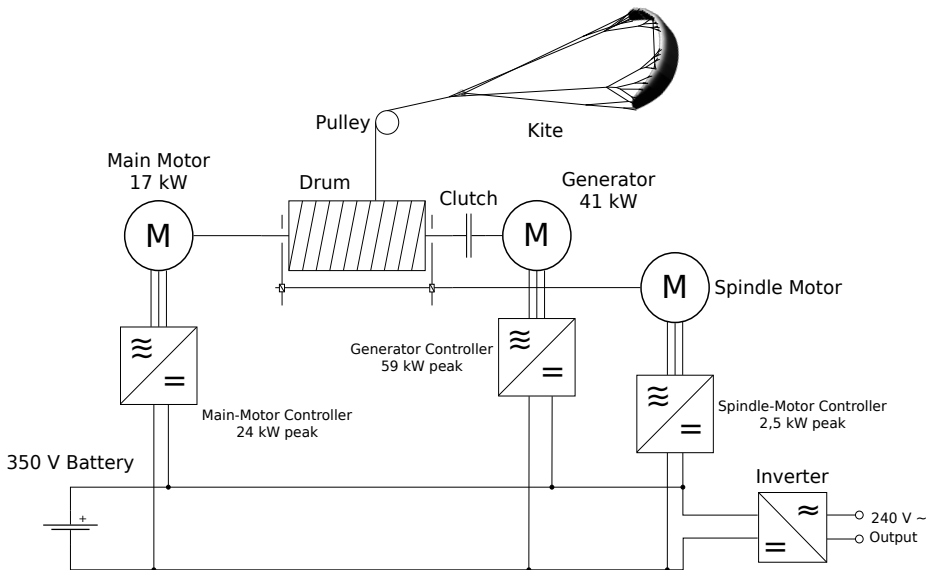 Pulley
Kite
Main Motor
17 kW
Drum
Clutch
Generator
41 kW
M
M
M
Spindle Motor
Generator Controller
59 kW peak
Main-Motor Controller
24 kW peak
Spindle-Motor Controller
2,5 kW peak
350 V Battery
+
Inverter
240 V ~
Output